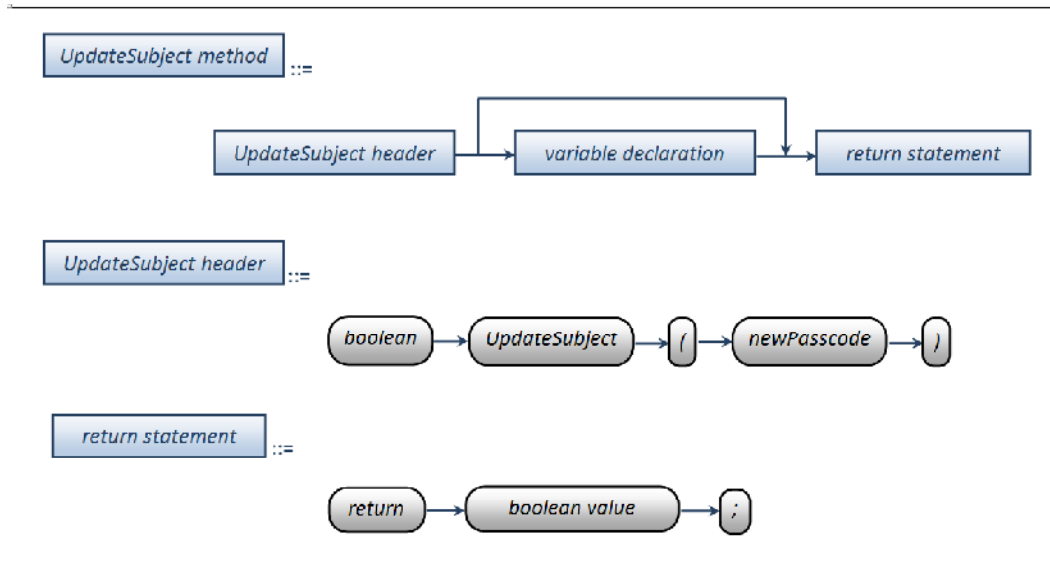 UpdateSubject method ::=
UpdateSubject header variable declaration return statement
UpdateSubject header ::=
boolean UpdateSubject ( newPasscode )
return statement ::=
return boolean value ;